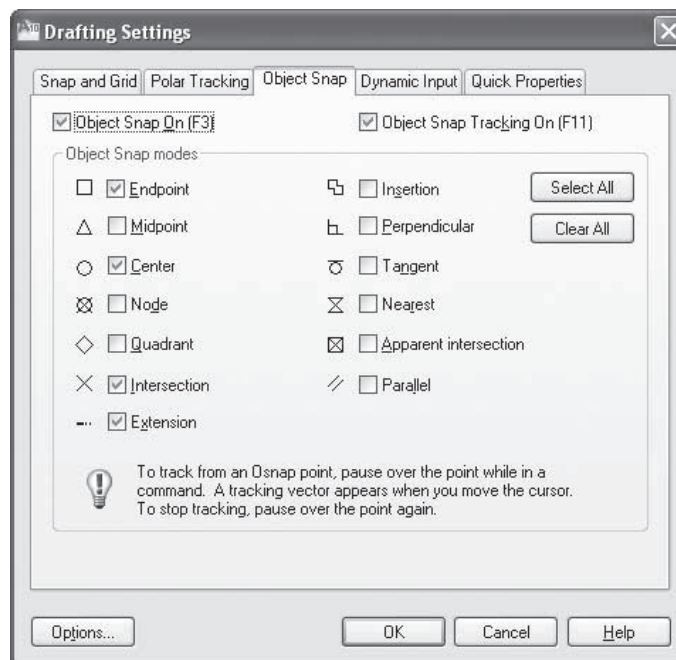 Drafting Settings
Snap and Grid Polar Tracking Object Snap Dynamic Input Quick Properties
Object Snap On (F3)
Object Snap Tracking On (F11)
Object Snap modes
Endpoint
Midpoint
Center
Node
Quadrant
Intersection
Extension
Insertion
Perpendicular
Tangent
Nearest
Apparent intersection
Parallel
Select All
Clear All
To track from an Osnap point, pause over the point while in a
command. A tracking vector appears when you move the cursor.
To stop tracking, pause over the point again.
Options... OK Cancel Help